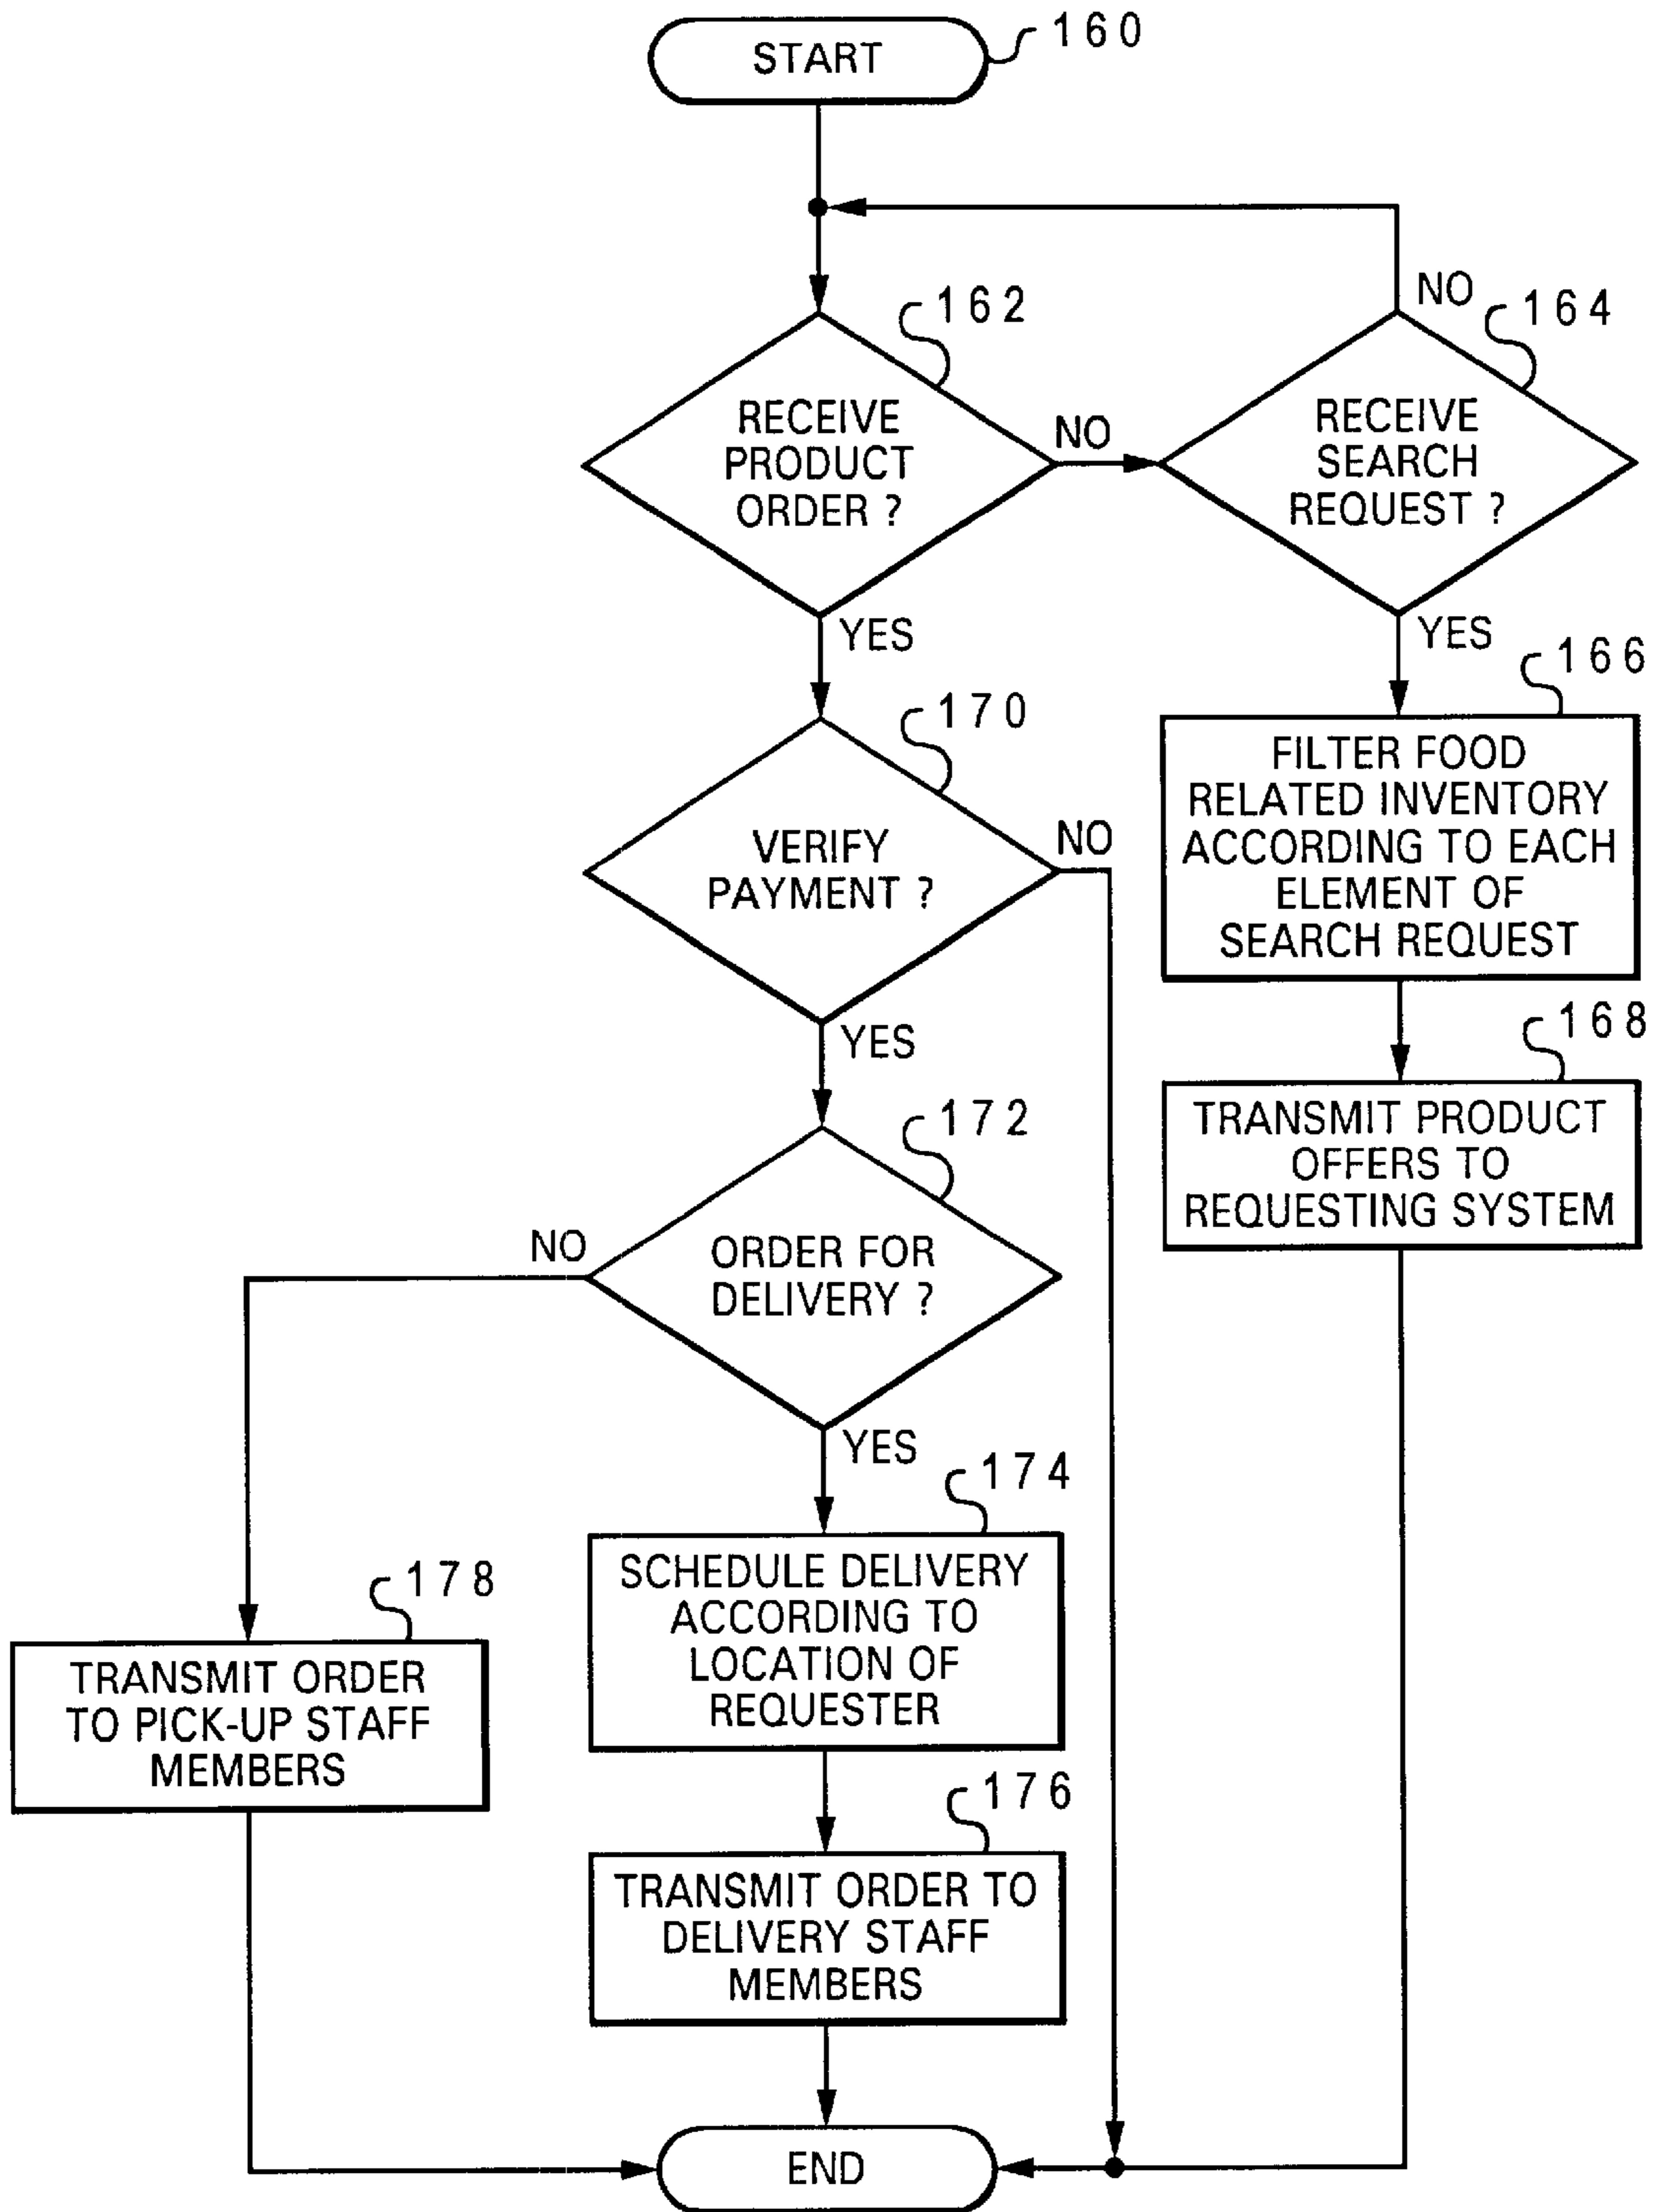 START
160
162
RECEIVE
PRODUCT
ORDER ?
NO
NO
164
RECEIVE
SEARCH
REQUEST ?
YES
YES
166
FILTER FOOD
RELATED INVENTORY
ACCORDING TO EACH
ELEMENT OF
SEARCH REQUEST
170
VERIFY
PAYMENT ?
NO
YES
168
TRANSMIT PRODUCT
OFFERS TO
REQUESTING SYSTEM
172
ORDER FOR
DELIVERY ?
NO
YES
174
SCHEDULE DELIVERY
ACCORDING TO
LOCATION OF
REQUESTER
178
TRANSMIT ORDER
TO PICK-UP STAFF
MEMBERS
176
TRANSMIT ORDER TO
DELIVERY STAFF
MEMBERS
END